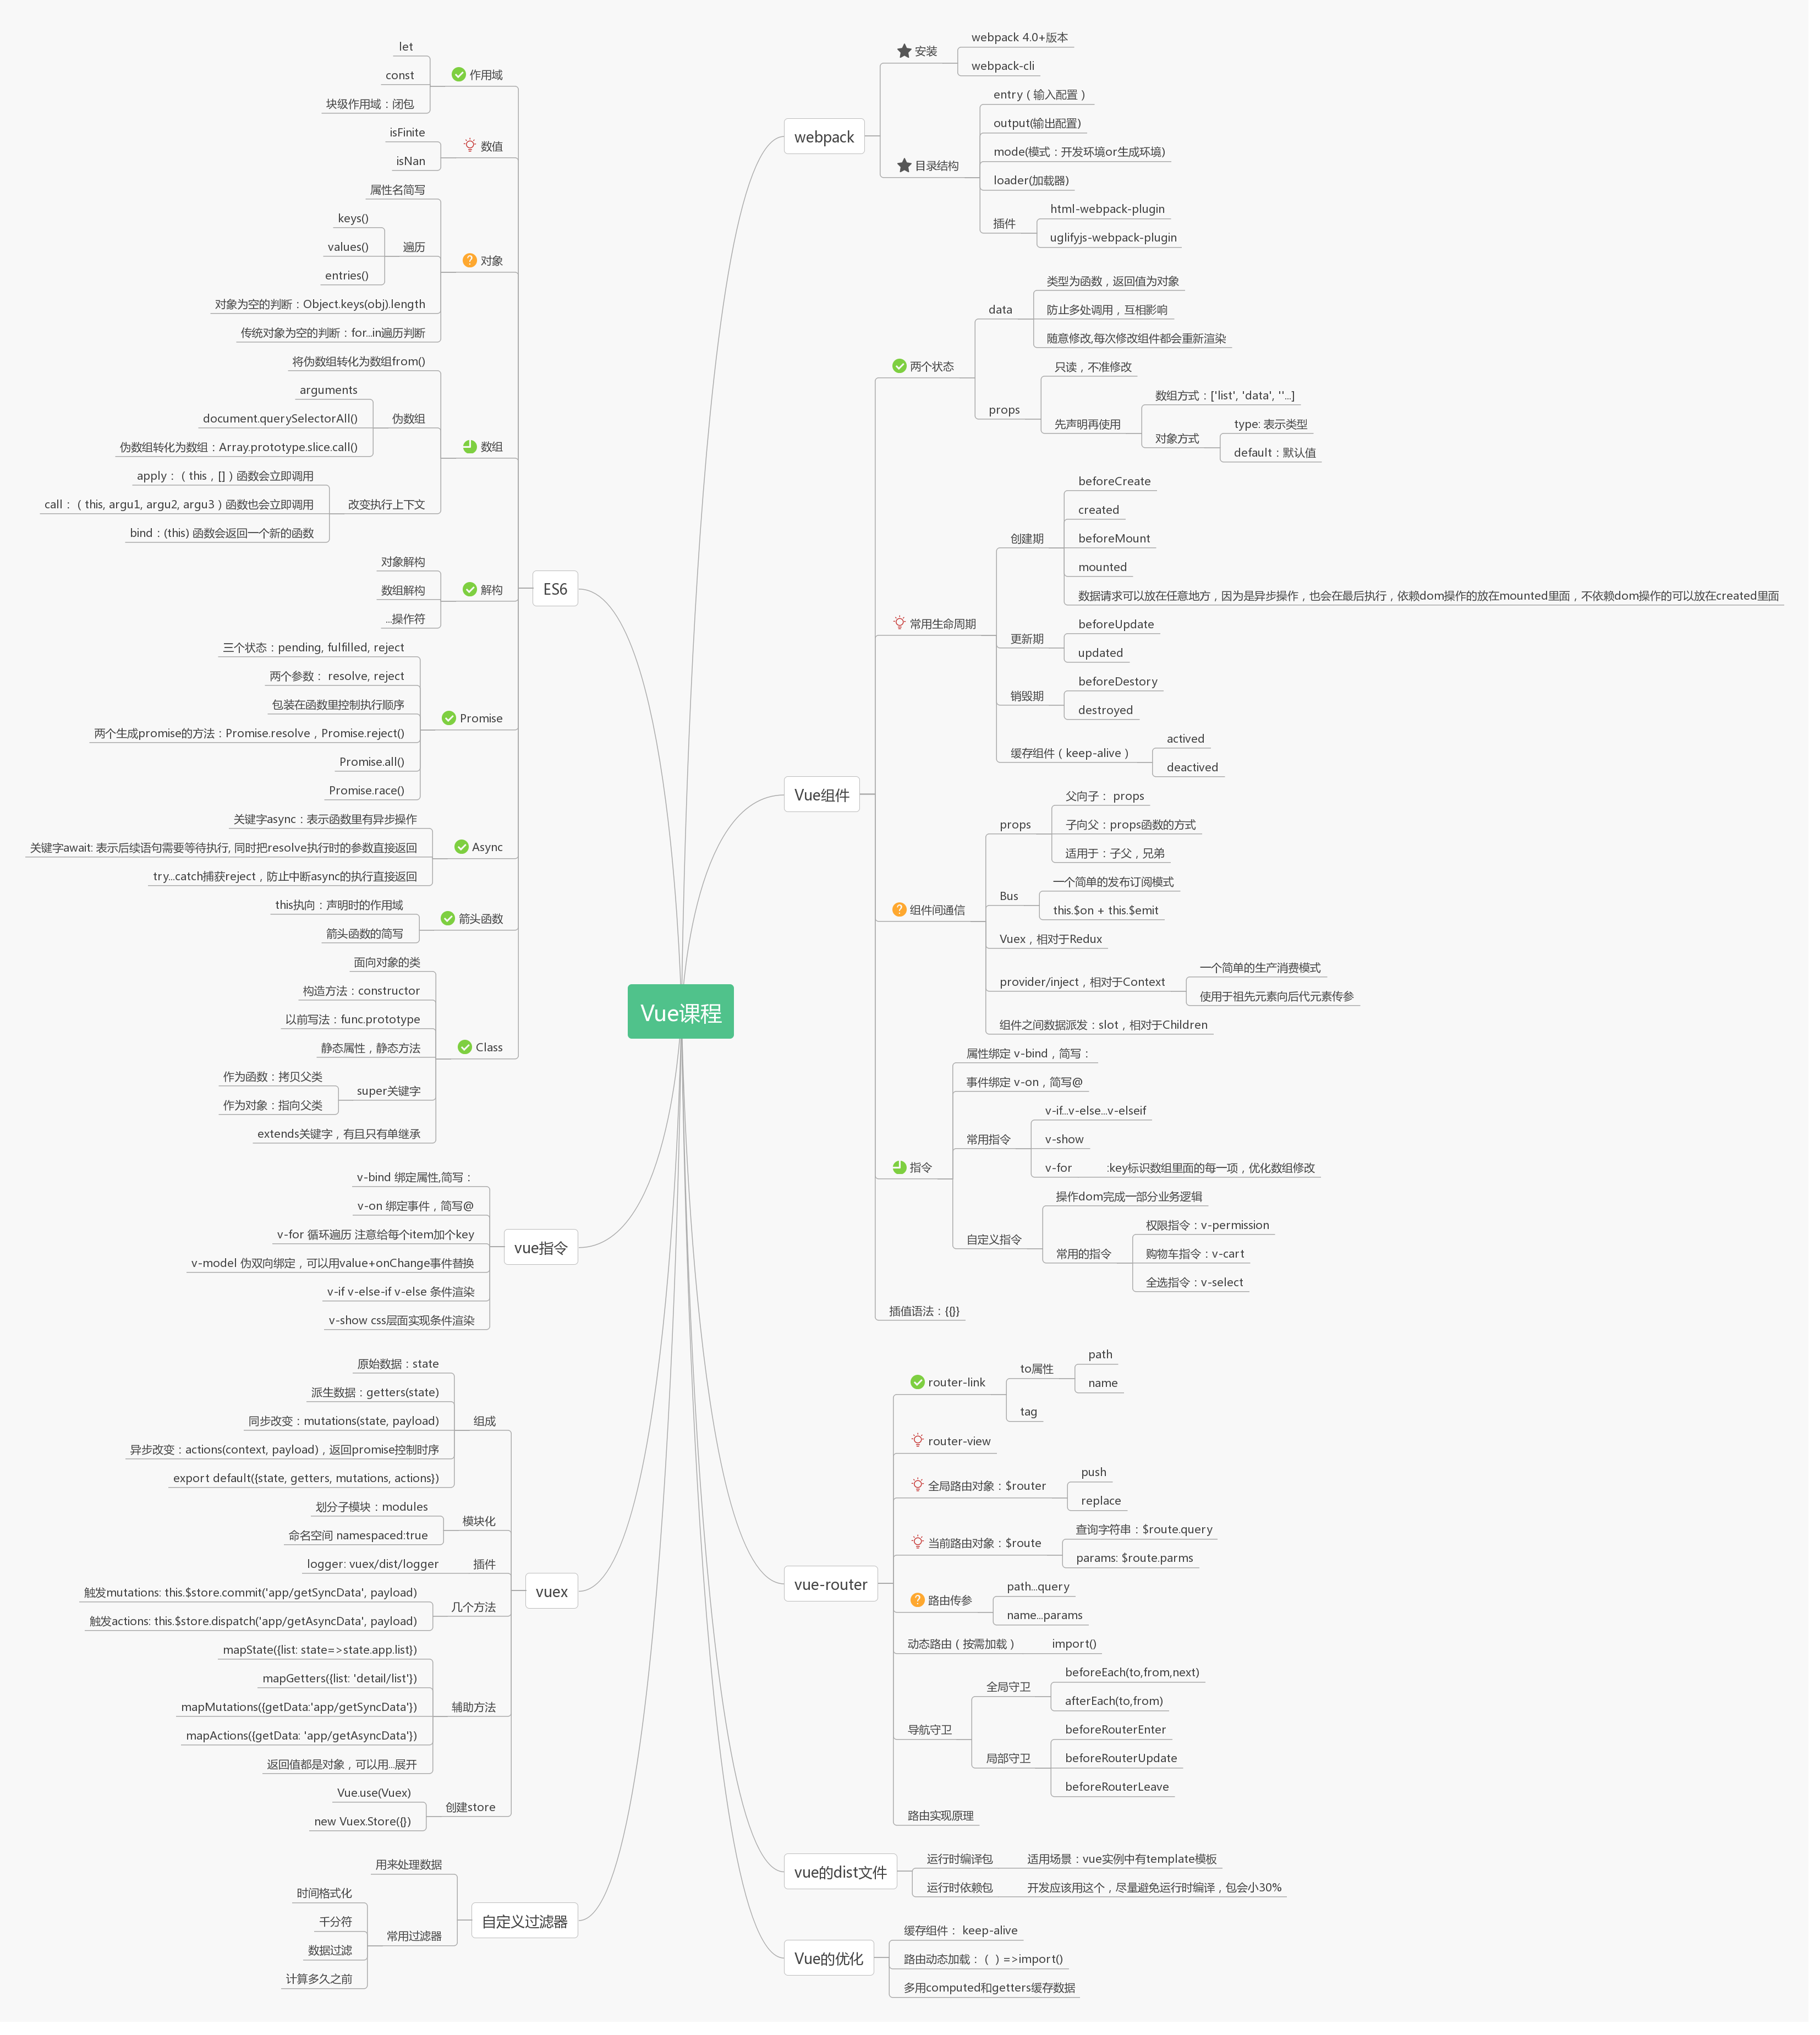 Vue课程
webpack
安装
webpack 4.0+版本
webpack-cli
目录结构
entry（输入配置）
output(输出配置)
mode(模式：开发环境or生成环境)
loader(加载器)
插件
html-webpack-plugin
uglifyjs-webpack-plugin
Vue组件
两个状态
data
类型为函数，返回值为对象
防止多处调用，互相影响
随意修改,每次修改组件都会重新渲染
props
只读，不准修改
先声明再使用
数组方式：['list', 'data', ''...]
对象方式
type: 表示类型
default：默认值
常用生命周期
创建期
beforeCreate
created
beforeMount
mounted
数据请求可以放在任意地方，因为是异步操作，也会在最后执行，依赖dom操作的放在mounted里面，不依赖dom操作的可以放在created里面
更新期
beforeUpdate
updated
销毁期
beforeDestory
destroyed
缓存组件（keep-alive）
actived
deactived
组件间通信
props
父向子： props
子向父：props函数的方式
适用于：子父，兄弟
Bus
一个简单的发布订阅模式
this.$on + this.$emit
Vuex，相对于Redux
provider/inject，相对于Context
一个简单的生产消费模式
使用于祖先元素向后代元素传参
组件之间数据派发：slot，相对于Children
指令
属性绑定 v-bind，简写：
事件绑定 v-on，简写@
常用指令
v-if...v-else...v-elseif
v-show
v-for
:key标识数组里面的每一项，优化数组修改
自定义指令
操作dom完成一部分业务逻辑
常用的指令
权限指令：v-permission
购物车指令：v-cart
全选指令：v-select
插值语法：{{}}
vue-router
router-link
to属性
path
name
tag
router-view
全局路由对象：$router
push
replace
当前路由对象：$route
查询字符串：$route.query
params: $route.parms
路由传参
path...query
name...params
动态路由（按需加载）
import()
导航守卫
全局守卫
beforeEach(to,from,next)
afterEach(to,from)
局部守卫
beforeRouterEnter
beforeRouterUpdate
beforeRouterLeave
路由实现原理
vue的dist文件
运行时编译包
适用场景：vue实例中有template模板
运行时依赖包
开发应该用这个，尽量避免运行时编译，包会小30%
Vue的优化
缓存组件： keep-alive
路由动态加载：（ ）=>import()
多用computed和getters缓存数据
ES6
作用域
let
const
块级作用域：闭包
数值
isFinite
isNan
对象
属性名简写
遍历
keys()
values()
entries()
对象为空的判断：Object.keys(obj).length
传统对象为空的判断：for...in遍历判断
数组
将伪数组转化为数组from()
伪数组
arguments
document.querySelectorAll()
伪数组转化为数组：Array.prototype.slice.call()
改变执行上下文
apply：（this，[]）函数会立即调用
call：（this, argu1, argu2, argu3）函数也会立即调用
bind：(this) 函数会返回一个新的函数
解构
对象解构
数组解构
...操作符
Promise
三个状态：pending, fulfilled, reject
两个参数： resolve, reject
包装在函数里控制执行顺序
两个生成promise的方法：Promise.resolve，Promise.reject()
Promise.all()
Promise.race()
Async
关键字async：表示函数里有异步操作
关键字await: 表示后续语句需要等待执行, 同时把resolve执行时的参数直接返回
try...catch捕获reject，防止中断async的执行直接返回
箭头函数
this执向：声明时的作用域
箭头函数的简写
Class
面向对象的类
构造方法：constructor
以前写法：func.prototype
静态属性，静态方法
super关键字
作为函数：拷贝父类
作为对象：指向父类
extends关键字，有且只有单继承
vue指令
v-bind 绑定属性,简写：
v-on 绑定事件，简写@
v-for 循环遍历 注意给每个item加个key
v-model 伪双向绑定，可以用value+onChange事件替换
v-if v-else-if v-else 条件渲染
v-show css层面实现条件渲染
vuex
组成
原始数据：state
派生数据：getters(state)
同步改变：mutations(state, payload)
异步改变：actions(context, payload)，返回promise控制时序
export default({state, getters, mutations, actions})
模块化
划分子模块：modules
命名空间 namespaced:true
插件
logger: vuex/dist/logger
几个方法
触发mutations: this.$store.commit('app/getSyncData', payload)
触发actions: this.$store.dispatch('app/getAsyncData', payload)
辅助方法
mapState({list: state=>state.app.list})
mapGetters({list: 'detail/list'})
mapMutations({getData:'app/getSyncData'})
mapActions({getData: 'app/getAsyncData'})
返回值都是对象，可以用...展开
创建store
Vue.use(Vuex)
new Vuex.Store({})
自定义过滤器
用来处理数据
常用过滤器
时间格式化
千分符
数据过滤
计算多久之前